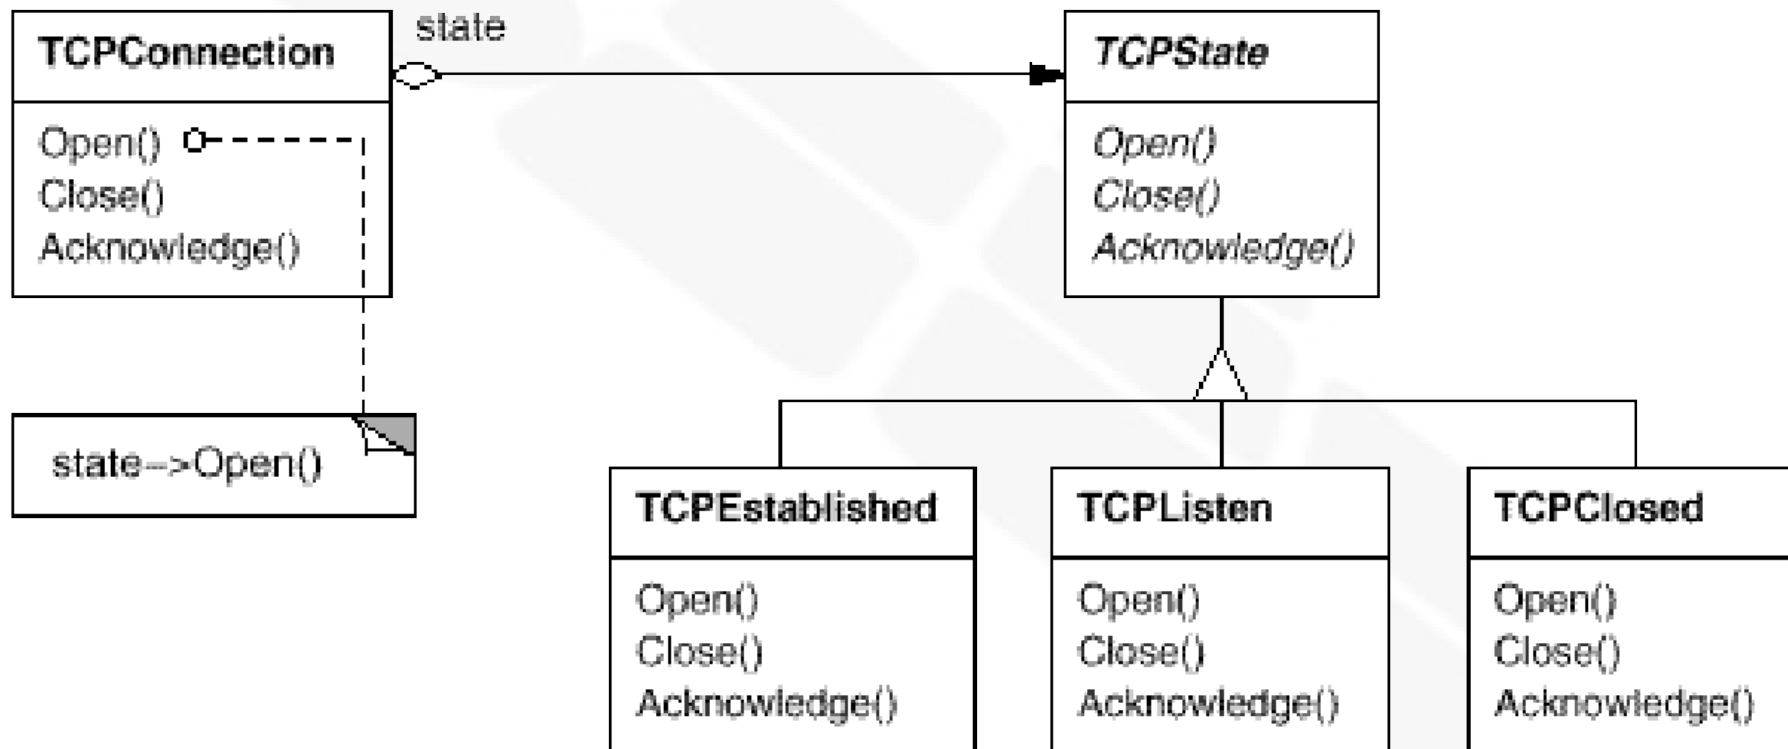 TCPConnection
Open()
Close()
Acknowledge()
state
TCPState
Open()
Close()
Acknowledge()
state-->Open()
TCPEstablished
Open()
Close()
Acknowledge()
TCPListen
Open()
Close()
Acknowledge()
TCPClosed
Open()
Close()
Acknowledge()